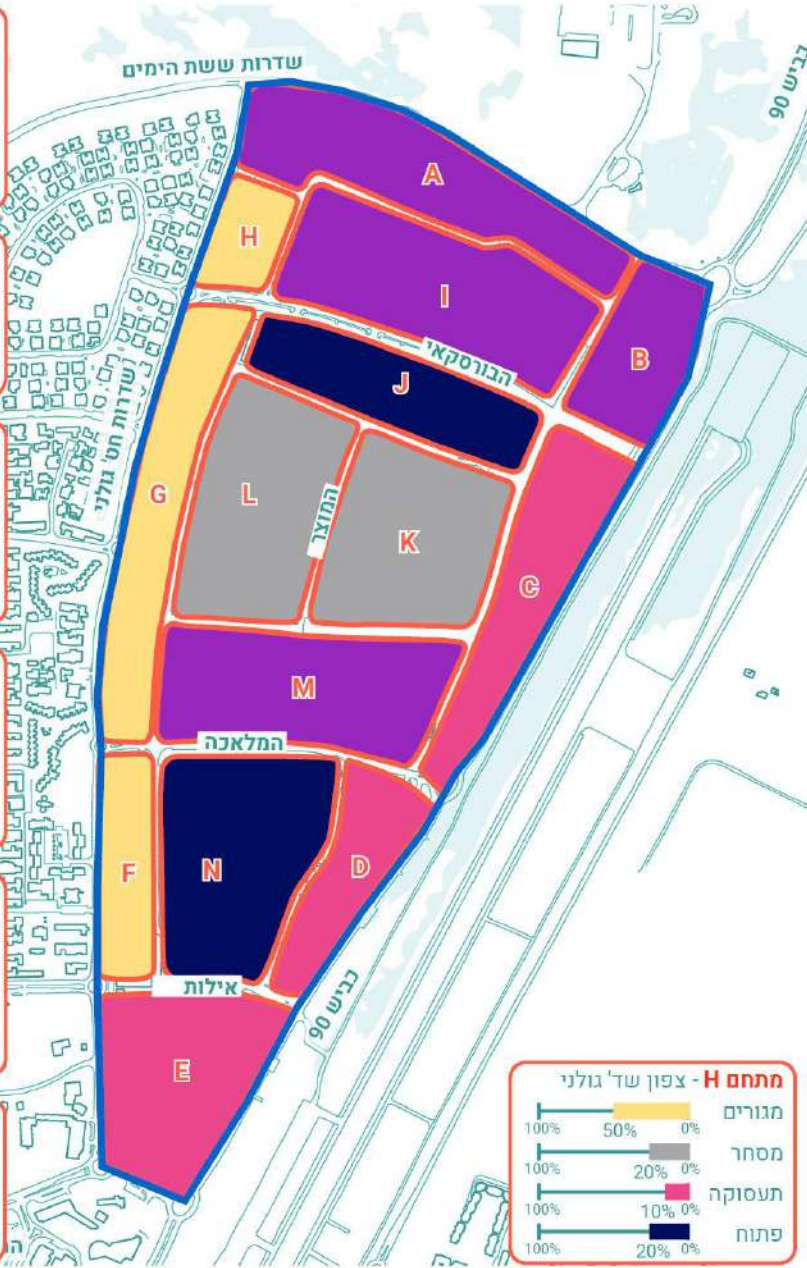 שדרות ששת הימים
כביש 90
A
H
I
B
הבורסקאי
J
שדרות חט' גולני
G
L
המוצר
K
C
M
המלאכה
F
N
D
אילות
כביש 90
E
מתחם H - צפון שד' גולני
מגורים
0% 50% 100%
מסחר
0% 20% 100%
תעסוקה
0% 10% 100%
פתוח
0% 20% 100%